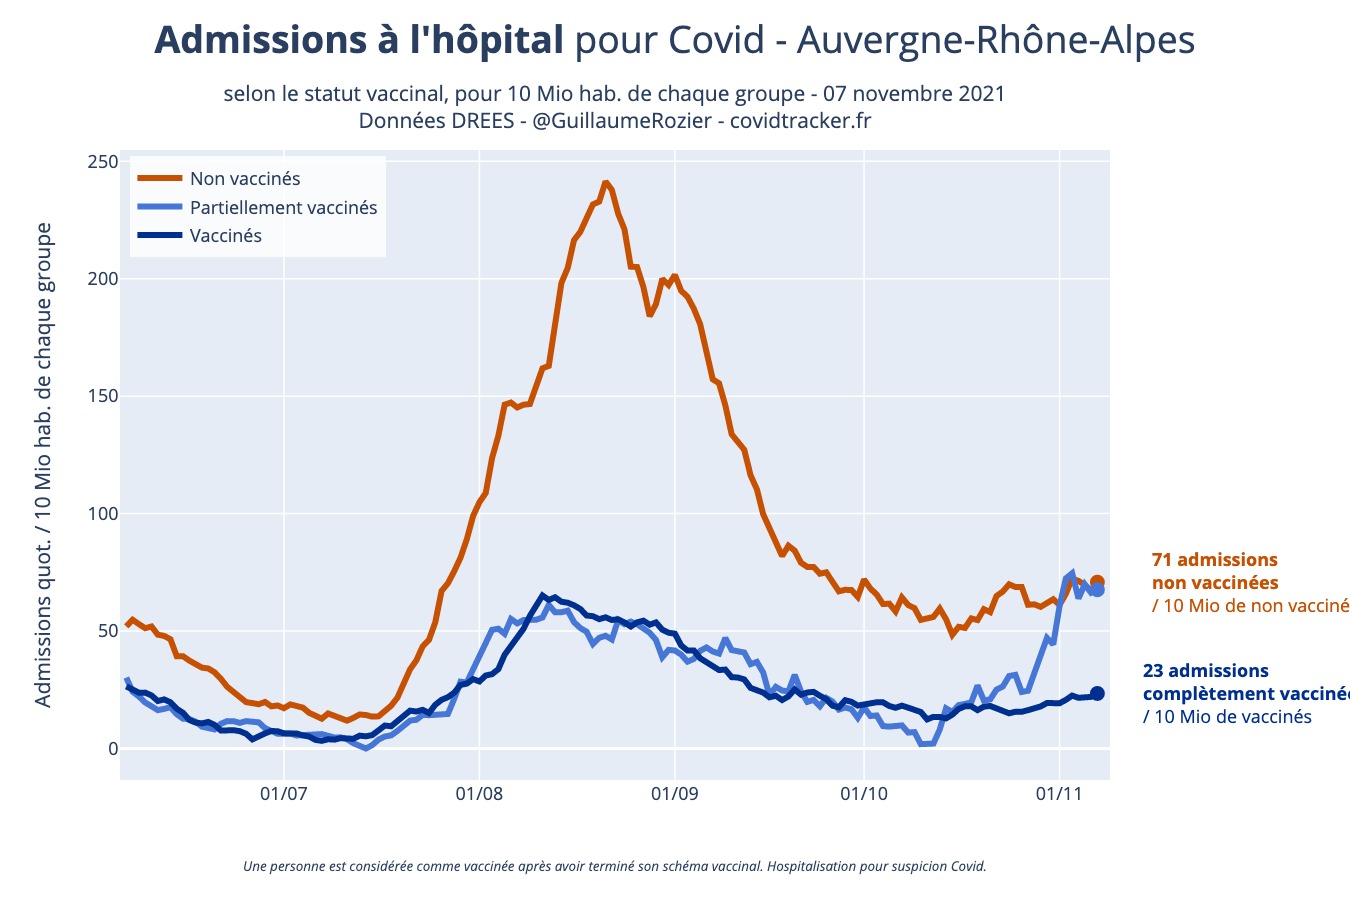 Admissions à l'hôpital pour Covid - Auvergne-Rhône-Alpes
selon le statut vaccinal, pour 10 Mio hab. de chaque groupe - 07 novembre 2021
Données DREES - @GuillaumeRozier - covidtracker.fr
Admissions quot. / 10 Mio hab. de chaque groupe
250
200
150
100
50
0
Non vaccinés
Partiellement vaccinés
Vaccinés
71 admissions
non vaccinées
/ 10 Mio de non vacciné
23 admissions
complètement vacciné
/ 10 Mio de vaccinés
01/07
01/08
01/09
01/10
01/11
Une personne est considérée comme vaccinée après avoir terminé son schéma vaccinal. Hospitalisation pour suspicion Covid.